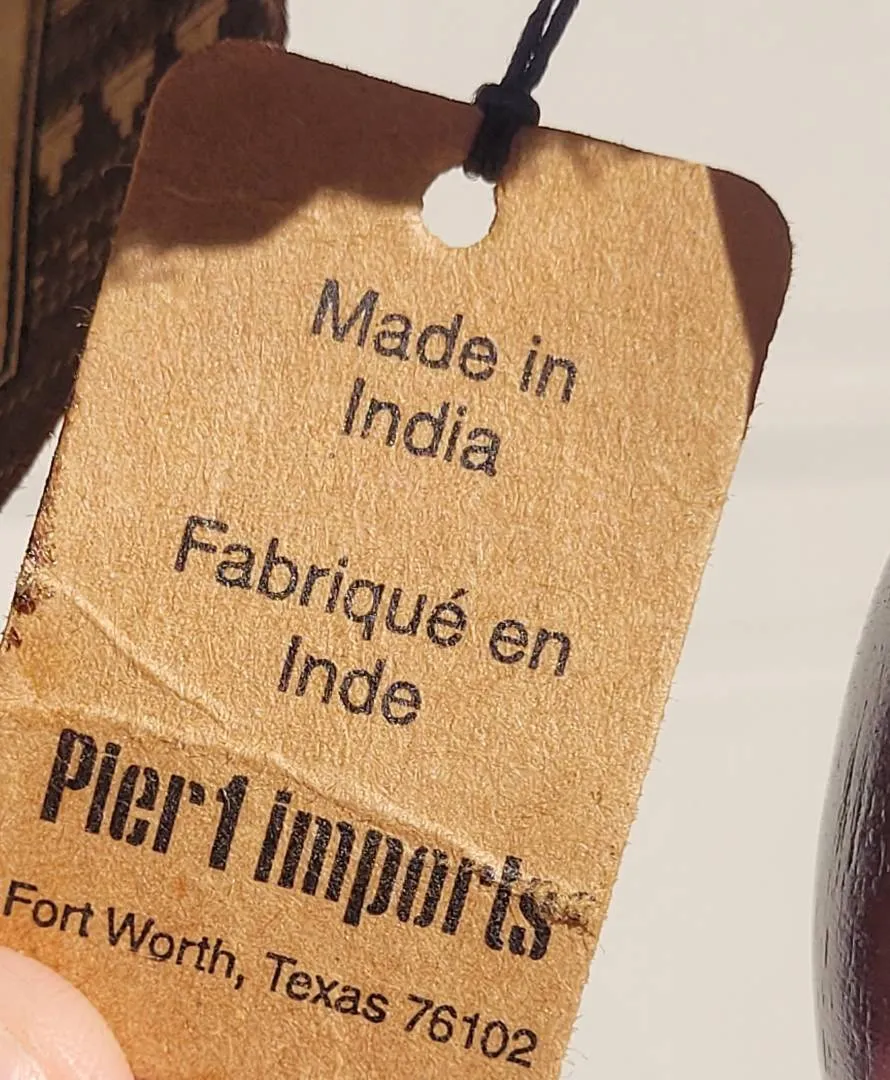 Made in
India
Fabriqué en
Inde
Pier 1 imports
Fort Worth, Texas 76102